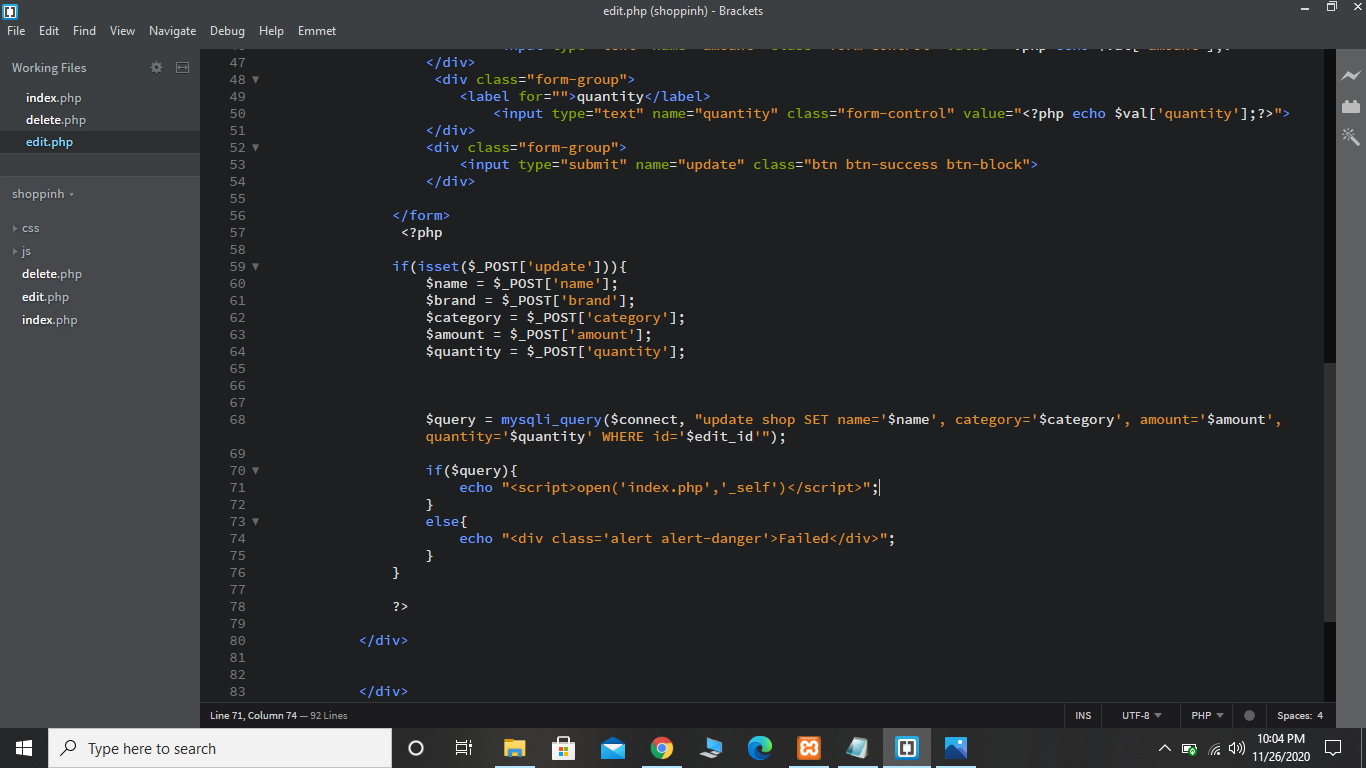 edit.php (shoppinh) - Brackets
File Edit Find View Navigate Debug Help Emmet
Working Files
index.php
delete.php
edit.php
shoppinh
css
js
delete.php
edit.php
index.php
47 </div>
48 <div class="form-group">
49 <label for="">quantity</label>
50 <input type="text" name="quantity" class="form-control" value="<?php echo $val['quantity'];?>">
51 </div>
52 <div class="form-group">
53 <input type="submit" name="update" class="btn btn-success btn-block">
54 </div>
55
56 </form>
57 <?php
58
59 if(isset($_POST['update'])){
60 $name = $_POST['name'];
61 $brand = $_POST['brand'];
62 $category = $_POST['category'];
63 $amount = $_POST['amount'];
64 $quantity = $_POST['quantity'];
65
66
67
68 $query = mysqli_query($connect, "update shop SET name='$name', category='$category', amount='$amount',
quantity='$quantity' WHERE id='$edit_id'");
69
70 if($query){
71 echo "<script>open('index.php','_self')</script>";
72 }
73 else{
74 echo "<div class='alert alert-danger'>Failed</div>";
75 }
76 }
77
78 ?>
79
80 </div>
81
82
83 </div>
Line 71, Column 74 — 92 Lines
INS UTF-8 PHP Spaces: 4
Type here to search
10:04 PM
11/26/2020